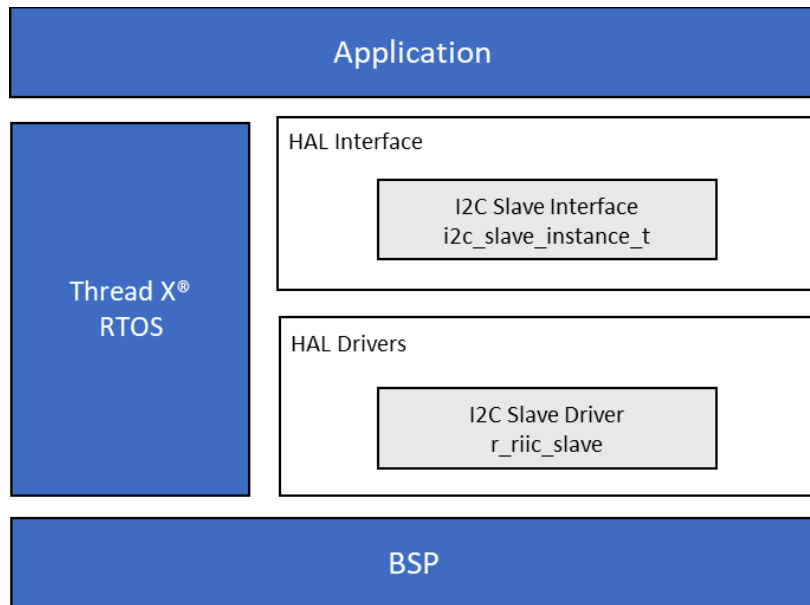 Application
HAL Interface
I2C Slave Interface
i2c_slave_instance_t
Thread X®
RTOS
HAL Drivers
I2C Slave Driver
r_riic_slave
BSP